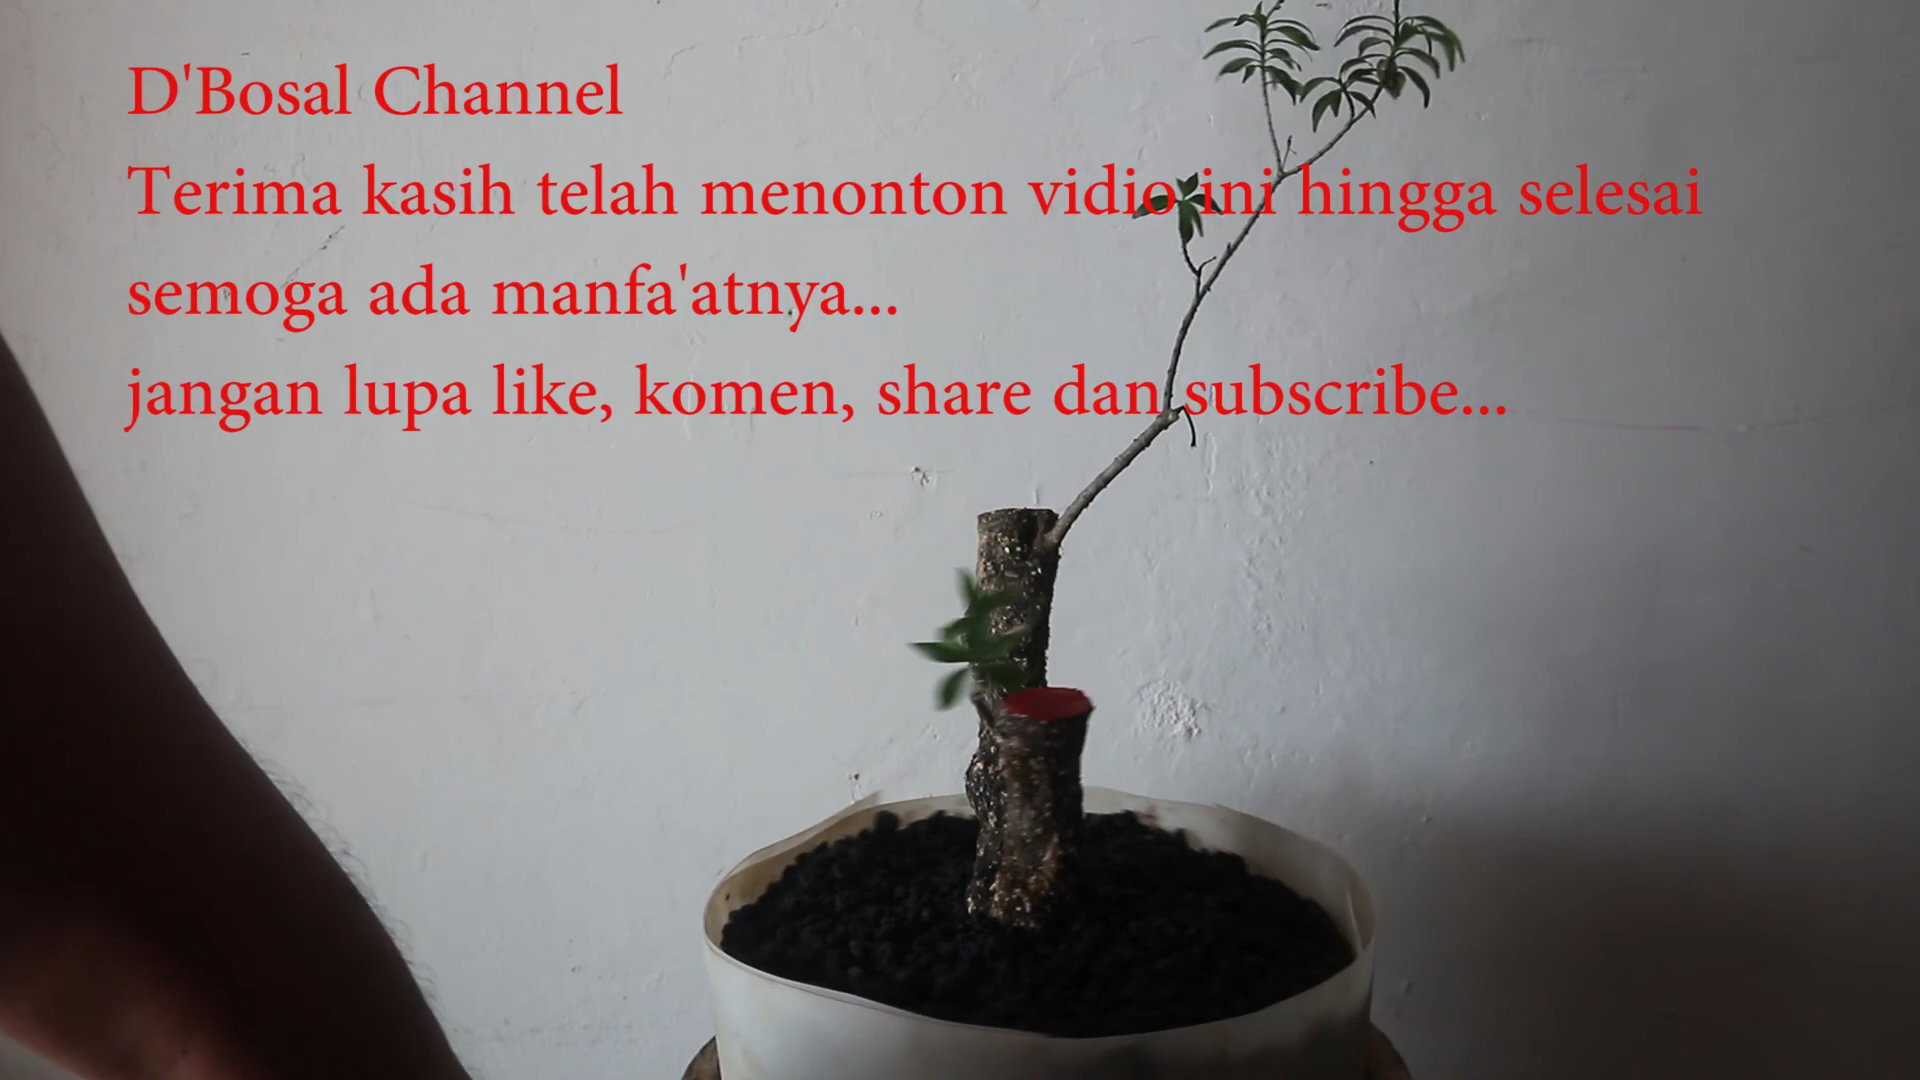 D'Bosal Channel
Terima kasih telah menonton vidio ini hingga selesai
semoga ada manfa'atnya...
jangan lupa like, komen, share dan subscribe...